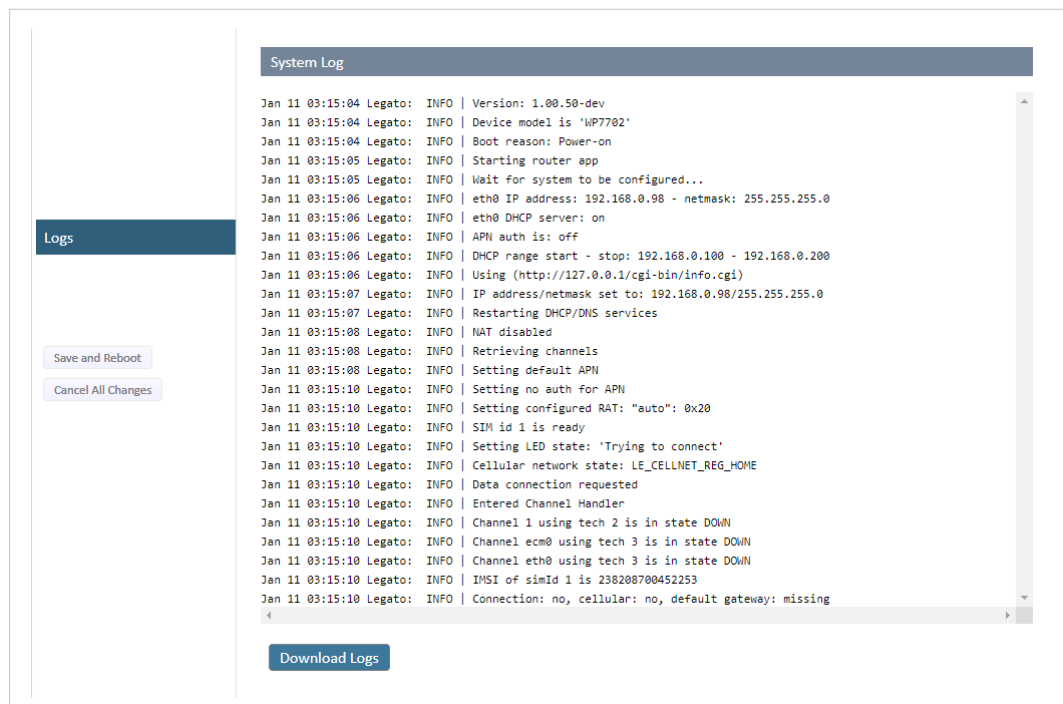 System Log
Jan 11 03:15:04 Legato:  INFO | Version: 1.00.50-dev
Jan 11 03:15:04 Legato:  INFO | Device model is 'WP7702'
Jan 11 03:15:04 Legato:  INFO | Boot reason: Power-on
Jan 11 03:15:05 Legato:  INFO | Starting router app
Jan 11 03:15:05 Legato:  INFO | Wait for system to be configured...
Jan 11 03:15:06 Legato:  INFO | eth0 IP address: 192.168.0.98 - netmask: 255.255.255.0
Jan 11 03:15:06 Legato:  INFO | eth0 DHCP server: on
Jan 11 03:15:06 Legato:  INFO | APN auth is: off
Jan 11 03:15:06 Legato:  INFO | DHCP range start - stop: 192.168.0.100 - 192.168.0.200
Jan 11 03:15:06 Legato:  INFO | Using (http://127.0.0.1/cgi-bin/info.cgi)
Jan 11 03:15:07 Legato:  INFO | IP address/netmask set to: 192.168.0.98/255.255.255.0
Jan 11 03:15:07 Legato:  INFO | Restarting DHCP/DNS services
Jan 11 03:15:08 Legato:  INFO | NAT disabled
Jan 11 03:15:08 Legato:  INFO | Retrieving channels
Jan 11 03:15:08 Legato:  INFO | Setting default APN
Jan 11 03:15:10 Legato:  INFO | Setting no auth for APN
Jan 11 03:15:10 Legato:  INFO | Setting configured RAT: "auto": 0x20
Jan 11 03:15:10 Legato:  INFO | SIM id 1 is ready
Jan 11 03:15:10 Legato:  INFO | Setting LED state: 'Trying to connect'
Jan 11 03:15:10 Legato:  INFO | Cellular network state: LE_CELLNET_REG_HOME
Jan 11 03:15:10 Legato:  INFO | Data connection requested
Jan 11 03:15:10 Legato:  INFO | Entered Channel Handler
Jan 11 03:15:10 Legato:  INFO | Channel 1 using tech 2 is in state DOWN
Jan 11 03:15:10 Legato:  INFO | Channel ecm0 using tech 3 is in state DOWN
Jan 11 03:15:10 Legato:  INFO | Channel eth0 using tech 3 is in state DOWN
Jan 11 03:15:10 Legato:  INFO | IMSI of simId 1 is 238208700452253
Jan 11 03:15:10 Legato:  INFO | Connection: no, cellular: no, default gateway: missing
Logs
Save and Reboot
Cancel All Changes
Download Logs